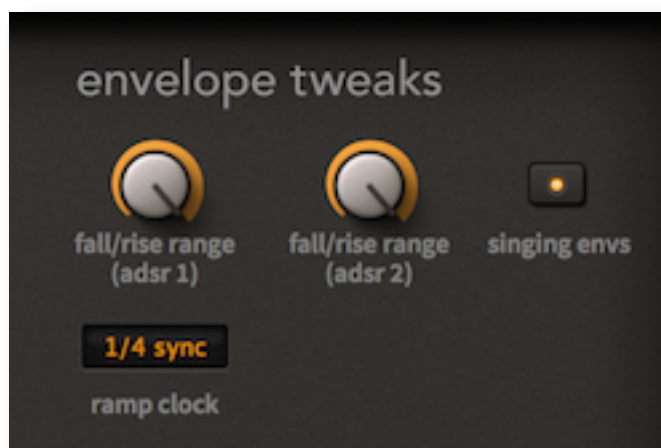 envelope tweaks
fall/rise range
(adsr 1)
fall/rise range
(adsr 2)
singing envs
1/4 sync
ramp clock